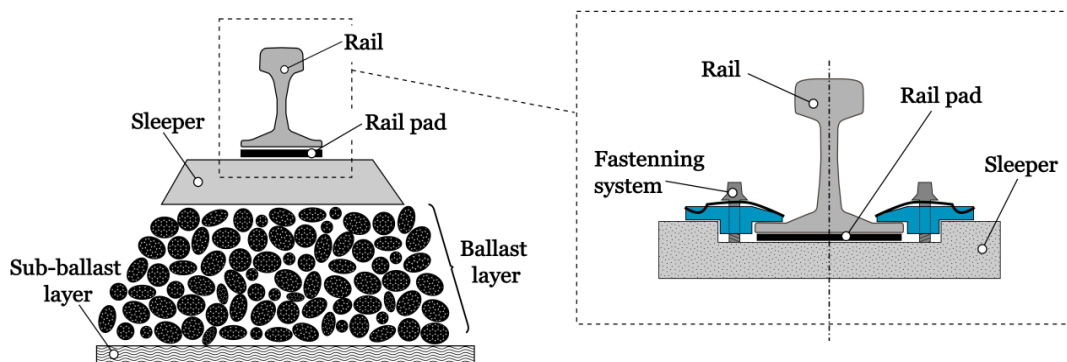 Rail
Sleeper
Rail pad
Sub-ballast
layer
Ballast
layer
Rail
Rail pad
Fastenning
system
Sleeper